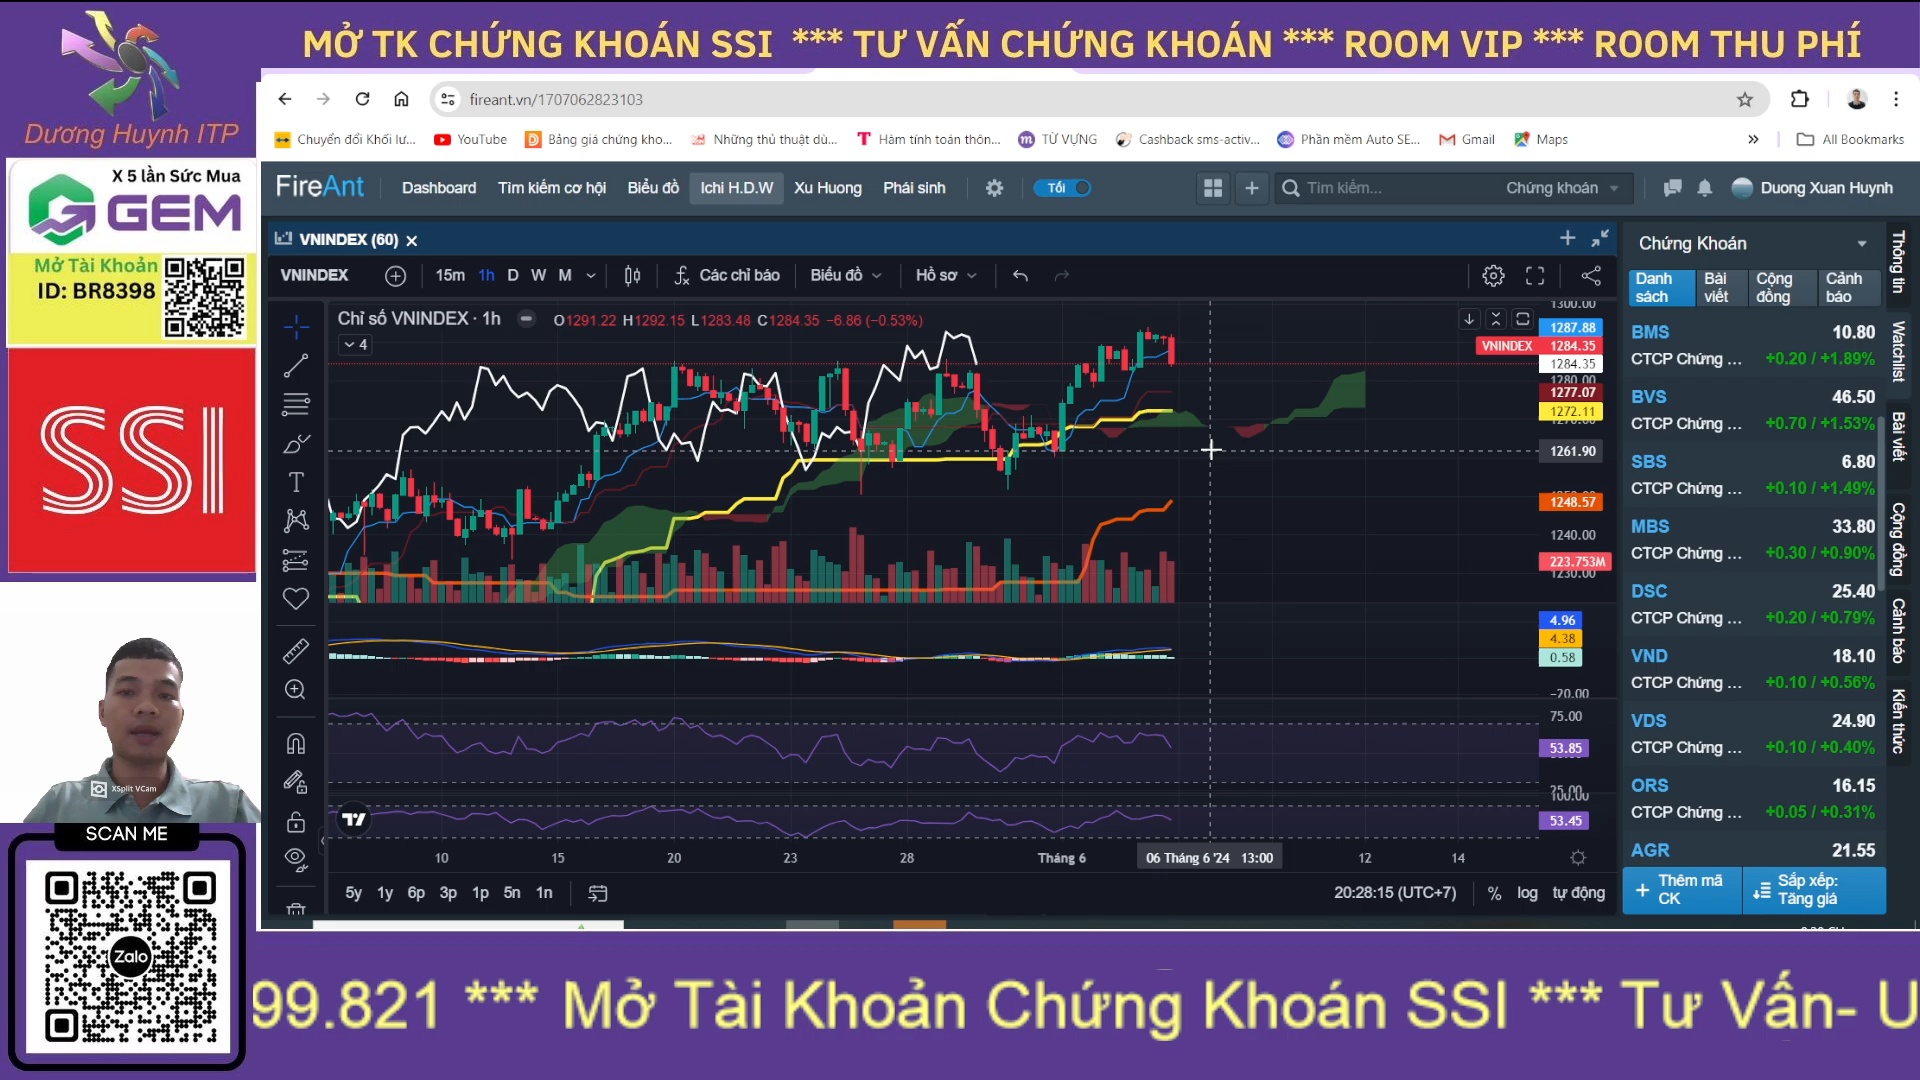 MỞ TK CHỨNG KHOÁN SSI *** TƯ VẤN CHỨNG KHOÁN *** ROOM VIP *** ROOM THU PHÍ
Dương Huynh ITP
X 5 lần Sức Mua
GEM
Mở Tài Khoản
ID: BR8398
SSI
XSplit VCam
SCAN ME
Zalo
fireant.vn/1707062823103
Chuyển đổi Khối lư...
YouTube
Bảng giá chứng kho...
Những thủ thuật dù...
Hàm tính toán thôn...
TỪ VỰNG
Cashback sms-activ...
Phần mềm Auto SE...
Gmail
Maps
All Bookmarks
FireAnt
Dashboard
Tìm kiếm cơ hội
Biểu đồ
Ichi H.D.W
Xu Huong
Phái sinh
Tối
Tìm kiếm...
Chứng khoán
Duong Xuan Huynh
VNINDEX (60)
VNINDEX
15m 1h D W M
Các chỉ báo
Biểu đồ
Hồ sơ
Chỉ số VNINDEX · 1h
O1291.22 H1292.15 L1283.48 C1284.35 −6.86 (−0.53%)
4
1300.00
1287.88
VNINDEX 1284.35
1284.35
1280.00
1277.07
1272.11
1261.90
1248.57
1240.00
223.753M
1230.00
4.96
4.38
0.58
−20.00
75.00
53.85
25.00
100.00
53.45
10 15 20 23 28 Tháng 6 06 Tháng 6 '24 13:00 12 14
5y 1y 6p 3p 1p 5n 1n
20:28:15 (UTC+7)
% log tự động
Chứng Khoán
Danh sách
Bài viết
Cộng đồng
Cảnh báo
BMS 10.80
CTCP Chứng ... +0.20 / +1.89%
BVS 46.50
CTCP Chứng ... +0.70 / +1.53%
SBS 6.80
CTCP Chứng ... +0.10 / +1.49%
MBS 33.80
CTCP Chứng ... +0.30 / +0.90%
DSC 25.40
CTCP Chứng ... +0.20 / +0.79%
VND 18.10
CTCP Chứng ... +0.10 / +0.56%
VDS 24.90
CTCP Chứng ... +0.10 / +0.40%
ORS 16.15
CTCP Chứng ... +0.05 / +0.31%
AGR 21.55
Thêm mã CK
Sắp xếp: Tăng giá
Thông tin
Watchlist
Bài viết
Cộng đồng
Cảnh báo
Kiến thức
99.821 *** Mở Tài Khoản Chứng Khoán SSI *** Tư Vấn- U